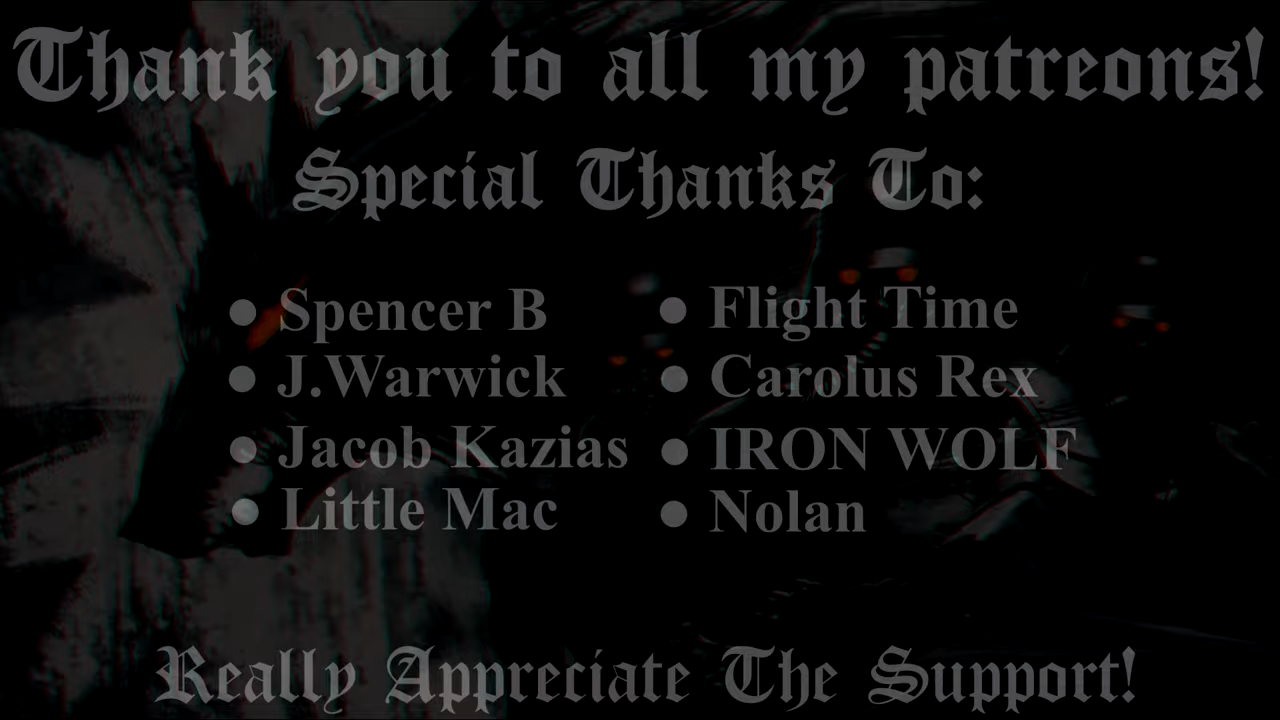 Thank you to all my patreons!
Special Thanks To:
● Spencer B
● J.Warwick
● Jacob Kazias
● Little Mac
● Flight Time
● Carolus Rex
● IRON WOLF
● Nolan
Really Appreciate The Support!